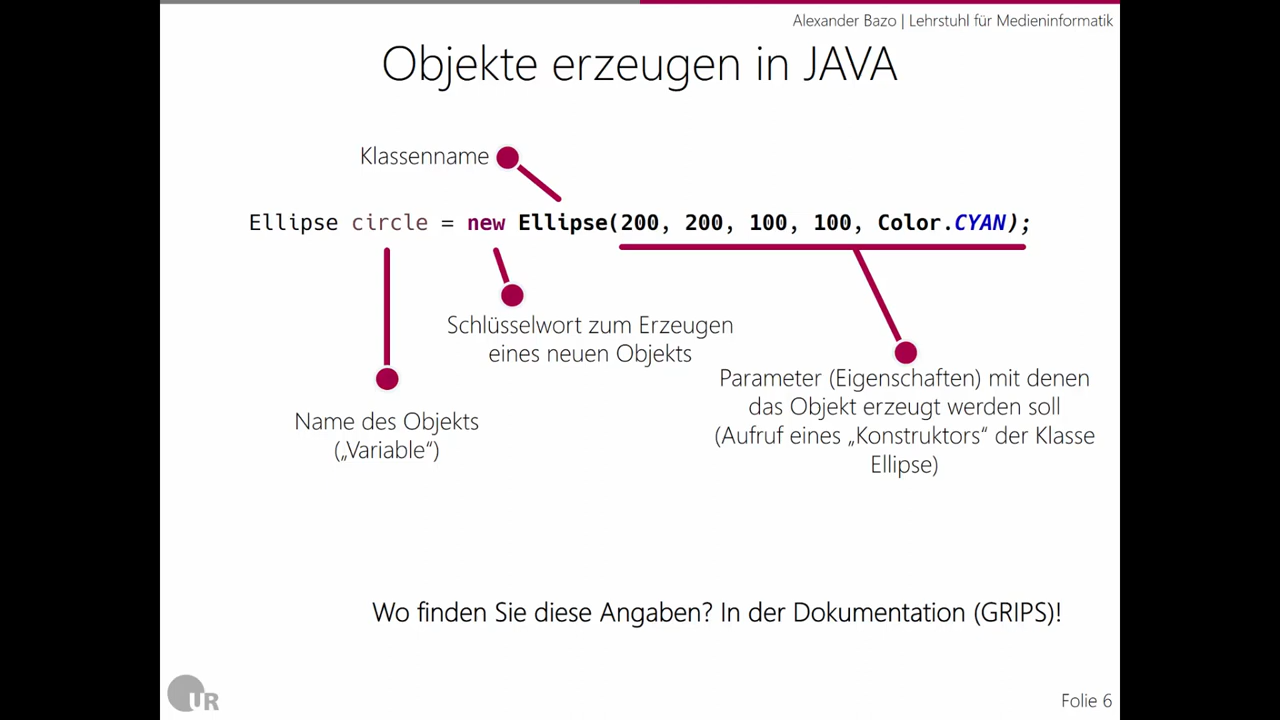 Alexander Bazo | Lehrstuhl für Medieninformatik
Objekte erzeugen in JAVA
Klassenname
Ellipse circle = new Ellipse(200, 200, 100, 100, Color.CYAN);
Schlüsselwort zum Erzeugen
eines neuen Objekts
Name des Objekts
(„Variable“)
Parameter (Eigenschaften) mit denen
das Objekt erzeugt werden soll
(Aufruf eines „Konstruktors“ der Klasse
Ellipse)
Wo finden Sie diese Angaben? In der Dokumentation (GRIPS)!
UR
Folie 6